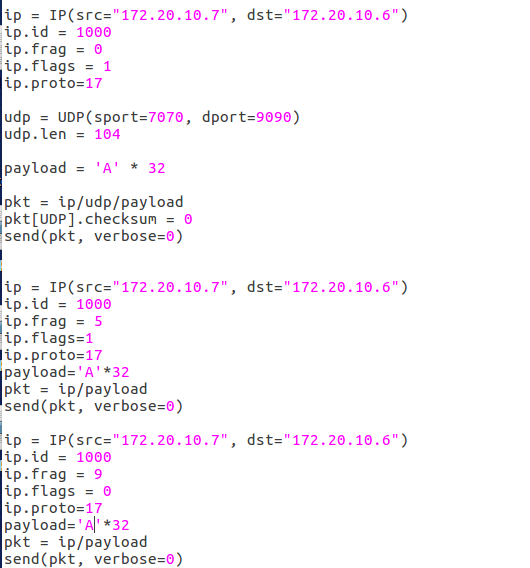 ip = IP(src="172.20.10.7", dst="172.20.10.6")
ip.id = 1000
ip.frag = 0
ip.flags = 1
ip.proto=17
udp = UDP(sport=7070, dport=9090)
udp.len = 104
payload = 'A' * 32
pkt = ip/udp/payload
pkt[UDP].checksum = 0
send(pkt, verbose=0)
ip = IP(src="172.20.10.7", dst="172.20.10.6")
ip.id = 1000
ip.frag = 5
ip.flags=1
ip.proto=17
payload='A'*32
pkt = ip/payload
send(pkt, verbose=0)
ip = IP(src="172.20.10.7", dst="172.20.10.6")
ip.id = 1000
ip.frag = 9
ip.flags = 0
ip.proto=17
payload='A'*32
pkt = ip/payload
send(pkt, verbose=0)